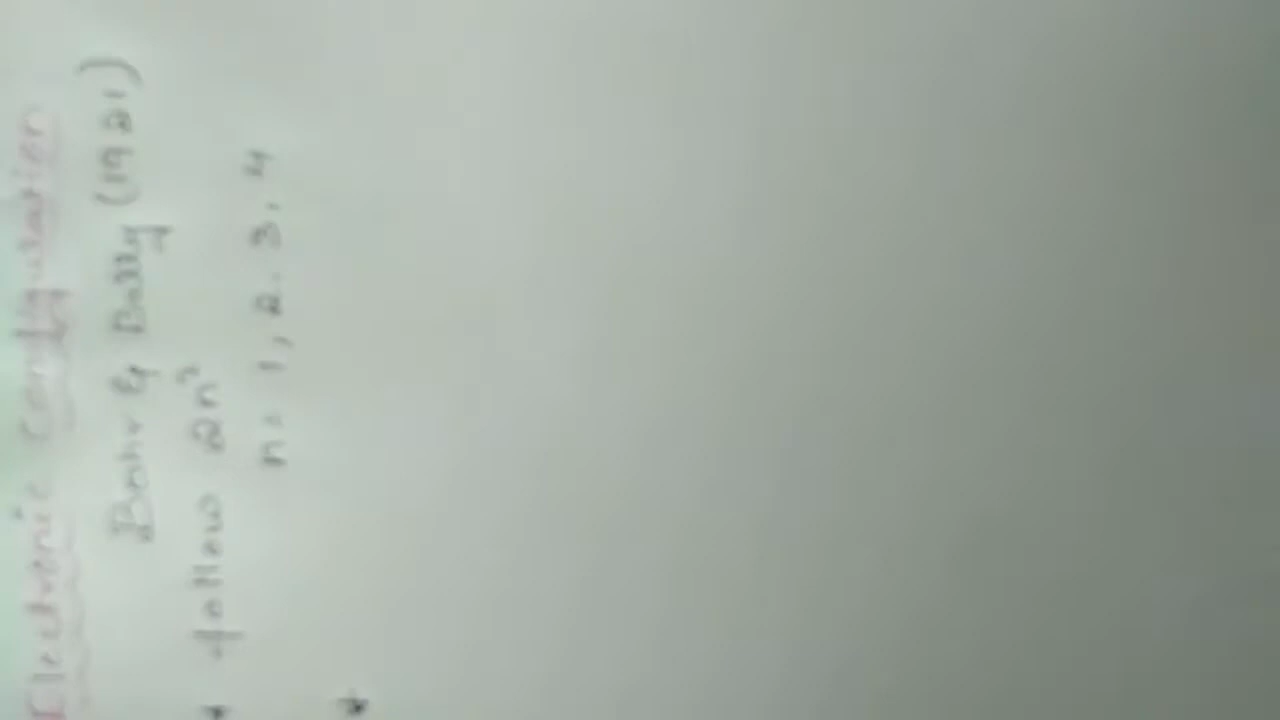 Electronic Configuration
Bohr & Bury (1921)
* follow 2n²
n = 1, 2, 3, 4
*